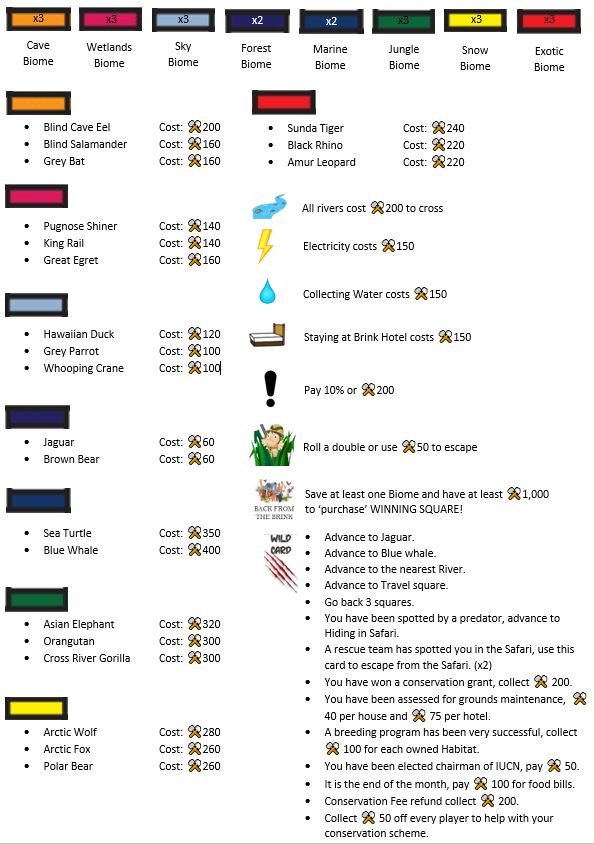 x3 x3 x3 x2 x2 x3 x3 x3
Cave Biome
Wetlands Biome
Sky Biome
Forest Biome
Marine Biome
Jungle Biome
Snow Biome
Exotic Biome
• Blind Cave Eel Cost: 200
• Blind Salamander Cost: 160
• Grey Bat Cost: 160
• Pugnose Shiner Cost: 140
• King Rail Cost: 140
• Great Egret Cost: 160
• Hawaiian Duck Cost: 120
• Grey Parrot Cost: 100
• Whooping Crane Cost: 100
• Jaguar Cost: 60
• Brown Bear Cost: 60
• Sea Turtle Cost: 350
• Blue Whale Cost: 400
• Asian Elephant Cost: 320
• Orangutan Cost: 300
• Cross River Gorilla Cost: 300
• Arctic Wolf Cost: 280
• Arctic Fox Cost: 260
• Polar Bear Cost: 260
• Sunda Tiger Cost: 240
• Black Rhino Cost: 220
• Amur Leopard Cost: 220
All rivers cost 200 to cross
Electricity costs 150
Collecting Water costs 150
Staying at Brink Hotel costs 150
Pay 10% or 200
Roll a double or use 50 to escape
BACK FROM
THE BRINK
Save at least one Biome and have at least 1,000
to ‘purchase’ WINNING SQUARE!
WILD
CARD
• Advance to Jaguar.
• Advance to Blue whale.
• Advance to the nearest River.
• Advance to Travel square.
• Go back 3 squares.
• You have been spotted by a predator, advance to
Hiding in Safari.
• A rescue team has spotted you in the Safari, use this
card to escape from the Safari. (x2)
• You have won a conservation grant, collect 200.
• You have been assessed for grounds maintenance,
40 per house and 75 per hotel.
• A breeding program has been very successful, collect
100 for each owned Habitat.
• You have been elected chairman of IUCN, pay 50.
• It is the end of the month, pay 100 for food bills.
• Conservation Fee refund collect 200.
• Collect 50 off every player to help with your
conservation scheme.